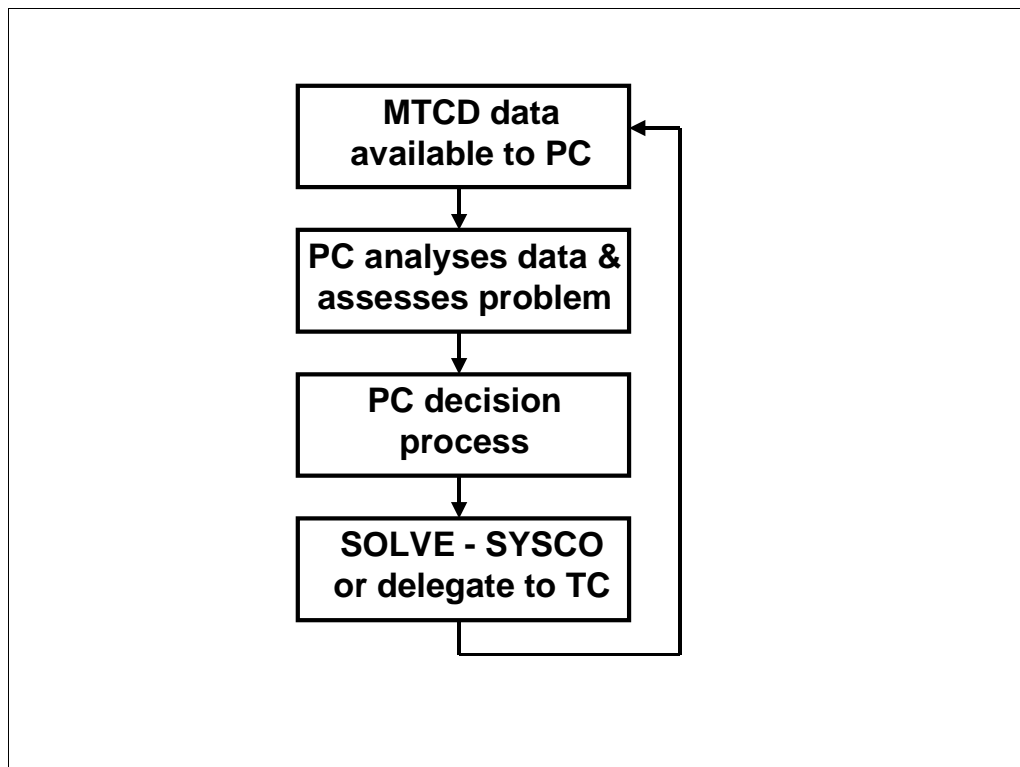 MTCD data
available to PC
PC analyses data &
assesses problem
PC decision
process
SOLVE - SYSCO
or delegate to TC